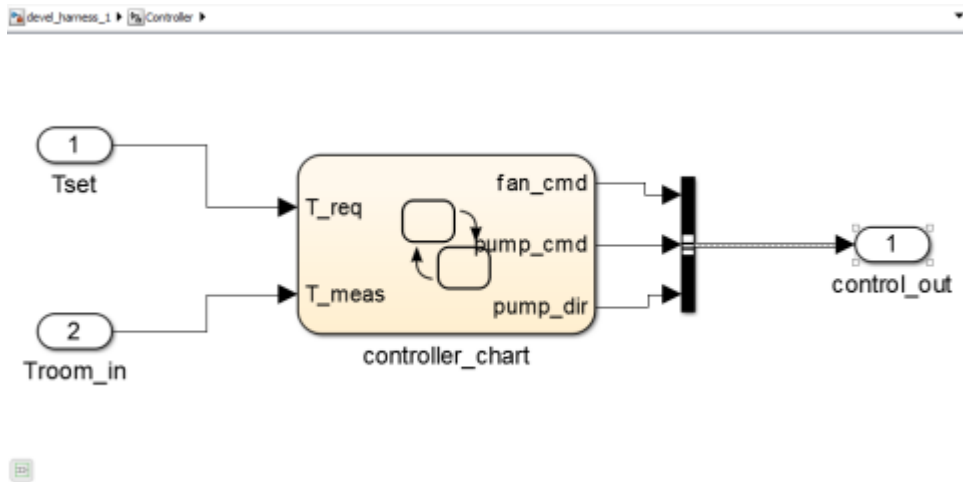 devel_harness_1 Controller
1
Tset
2
Troom_in
T_req
T_meas
fan_cmd
pump_cmd
pump_dir
controller_chart
1
control_out